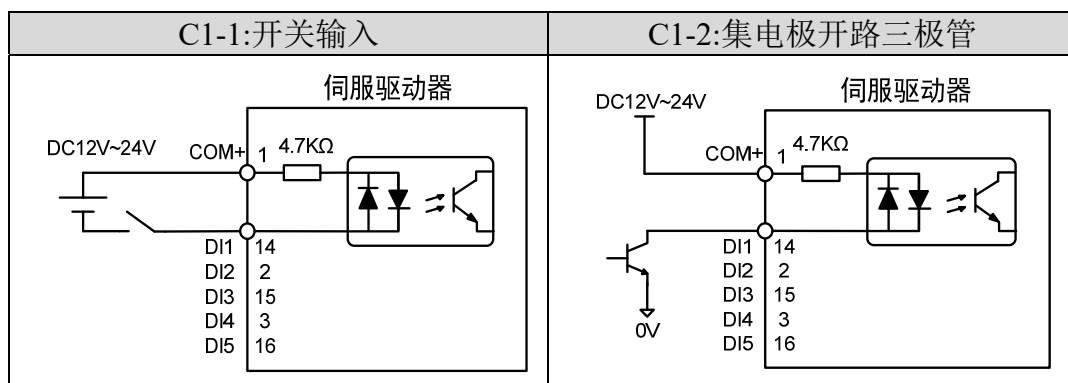 C1-1:开关输入
C1-2:集电极开路三极管
伺服驱动器
DC12V~24V
COM+ 1 4.7KΩ
DI1 14
DI2 2
DI3 15
DI4 3
DI5 16
伺服驱动器
DC12V~24V
COM+ 1 4.7KΩ
DI1 14
DI2 2
DI3 15
DI4 3
DI5 16
0V